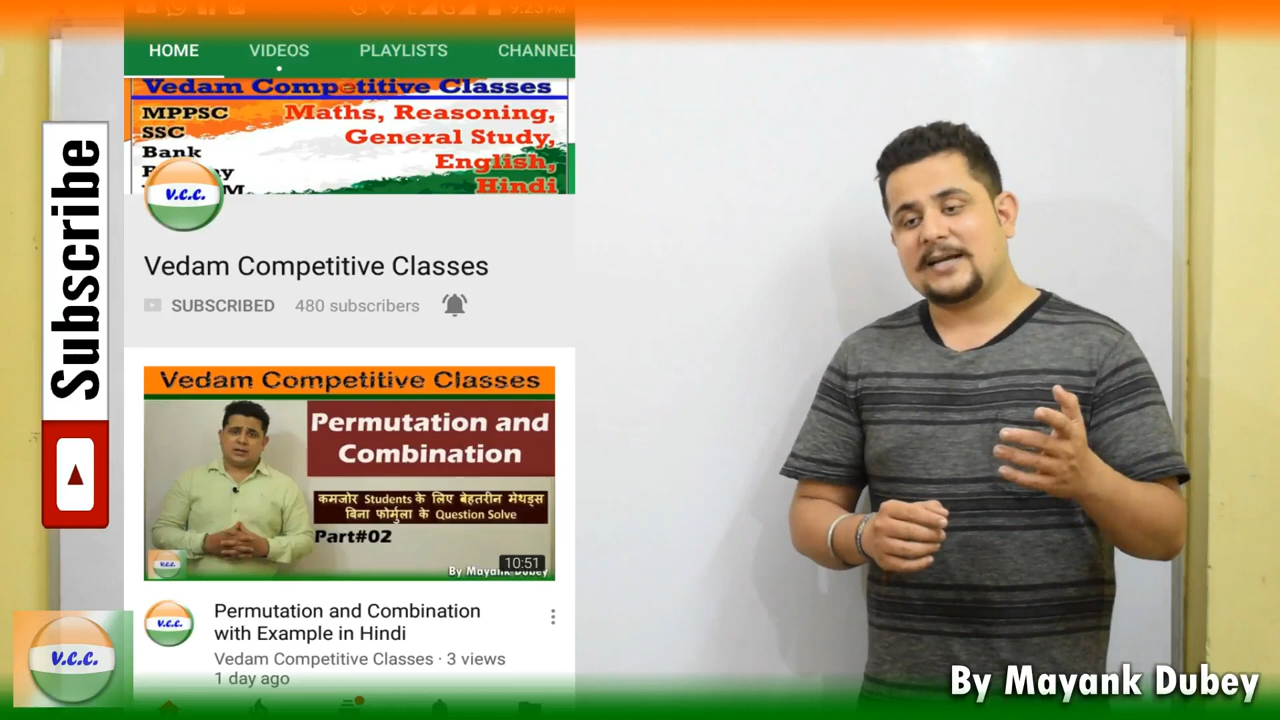 9:25 PM
HOME VIDEOS PLAYLISTS CHANNEL
Vedam Competitive Classes
MPPSC
SSC
Bank
Maths, Reasoning,
General Study,
English,
Hindi
V.C.C.
Vedam Competitive Classes
SUBSCRIBED 480 subscribers
Subscribe
Vedam Competitive Classes
Permutation and
Combination
कमजोर Students के लिए बेहतरीन मेथड्स
बिना फोर्मुला के Question Solve
Part#02
V.C.C.
10:51
By Mayank Dubey
V.C.C.
Permutation and Combination
with Example in Hindi
Vedam Competitive Classes · 3 views
1 day ago
V.C.C.
By Mayank Dubey